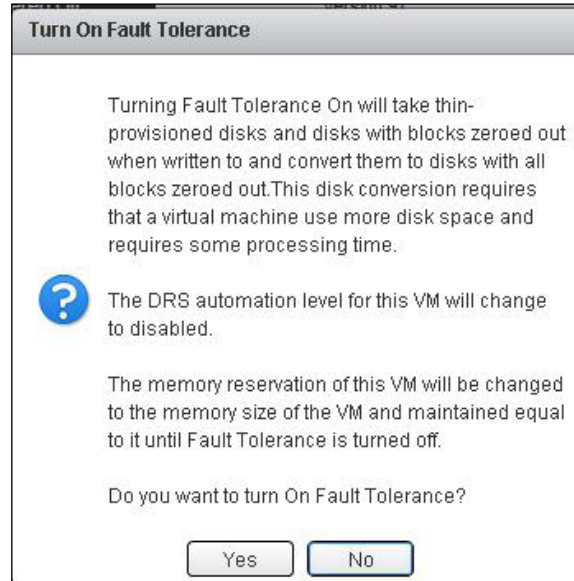 Turn On Fault Tolerance
Turning Fault Tolerance On will take thin-
provisioned disks and disks with blocks zeroed out
when written to and convert them to disks with all
blocks zeroed out.This disk conversion requires
that a virtual machine use more disk space and
requires some processing time.
The DRS automation level for this VM will change
to disabled.
The memory reservation of this VM will be changed
to the memory size of the VM and maintained equal
to it until Fault Tolerance is turned off.
Do you want to turn On Fault Tolerance?
Yes
No